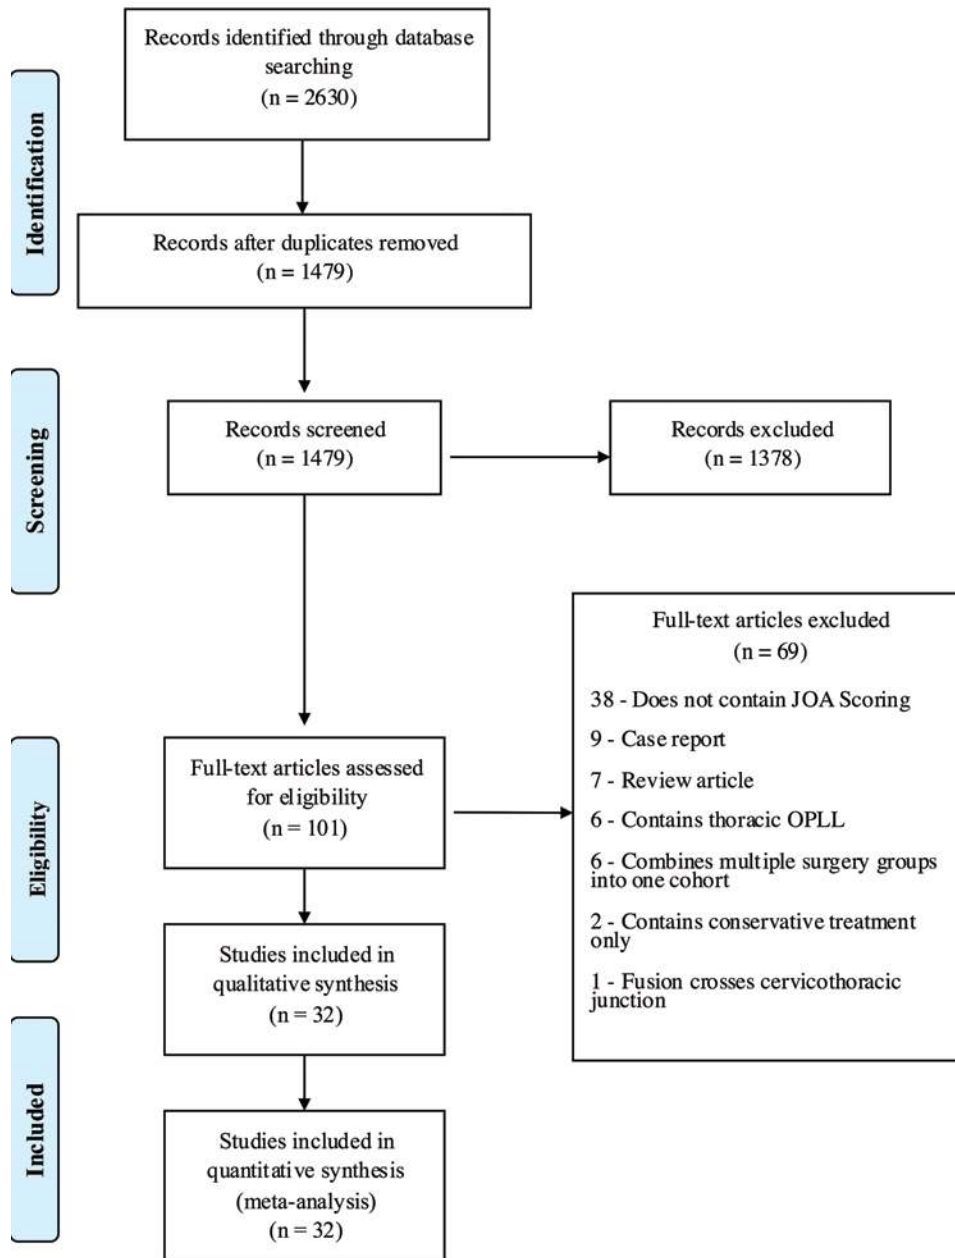 Records identified through database
searching
(n = 2630)
Identification
Records after duplicates removed
(n = 1479)
Screening
Records screened
(n = 1479)
Records excluded
(n = 1378)
Full-text articles excluded
(n = 69)
38 - Does not contain JOA Scoring
9 - Case report
7 - Review article
6 - Contains thoracic OPLL
6 - Combines multiple surgery groups
into one cohort
2 - Contains conservative treatment
only
1 - Fusion crosses cervicothoracic
junction
Eligibility
Full-text articles assessed
for eligibility
(n = 101)
Studies included in
qualitative synthesis
(n = 32)
Included
Studies included in
quantitative synthesis
(meta-analysis)
(n = 32)